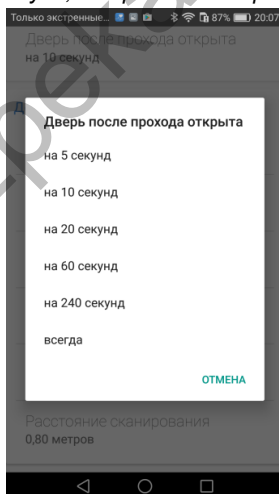 Только экстренные... 87% 20:07
Дверь после прохода открыта
на 10 секунд
Дверь после прохода открыта
на 5 секунд
на 10 секунд
на 20 секунд
на 60 секунд
на 240 секунд
всегда
ОТМЕНА
Расстояние сканирования
0,80 метров